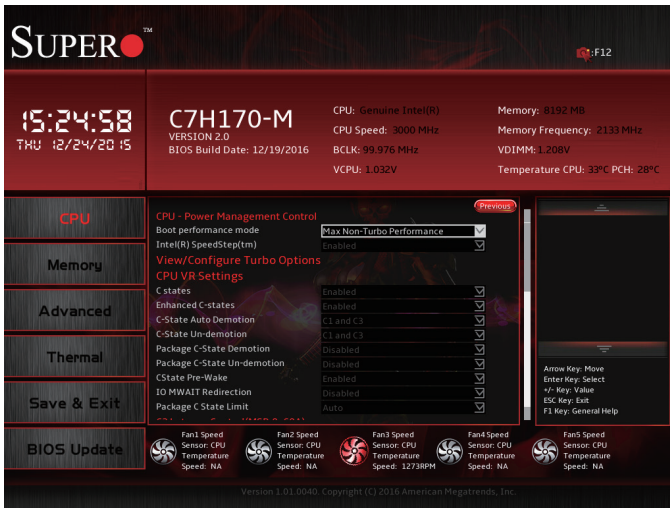 SUPER TM
:F12
15:24:58
THU 12/24/2015
C7H170-M
VERSION 2.0
BIOS Build Date: 12/19/2016
CPU: Genuine Intel(R)
CPU Speed: 3000 MHz
BCLK: 99.976 MHz
VCPU: 1.032V
Memory: 8192 MB
Memory Frequency: 2133 MHz
VDIMM: 1.208V
Temperature CPU: 33°C PCH: 28°C
CPU
Memory
Advanced
Thermal
Save & Exit
BIOS Update
Previous
CPU - Power Management Control
Boot performance mode Max Non-Turbo Performance
Intel(R) SpeedStep(tm) Enabled
View/Configure Turbo Options
CPU VR Settings
C states Enabled
Enhanced C-states Enabled
C-State Auto Demotion C1 and C3
C-State Un-demotion C1 and C3
Package C-State Demotion Disabled
Package C-State Un-demotion Disabled
CState Pre-Wake Enabled
IO MWAIT Redirection Disabled
Package C State Limit Auto
Arrow Key: Move
Enter Key: Select
+/- Key: Value
ESC Key: Exit
F1 Key: General Help
Fan1 Speed
Sensor: CPU
Temperature
Speed: NA
Fan2 Speed
Sensor: CPU
Temperature
Speed: NA
Fan3 Speed
Sensor: CPU
Temperature
Speed: 1273RPM
Fan4 Speed
Sensor: CPU
Temperature
Speed: NA
Fan5 Speed
Sensor: CPU
Temperature
Speed: NA
Version 1.01.0040. Copyright (C) 2016 American Megatrends, Inc.